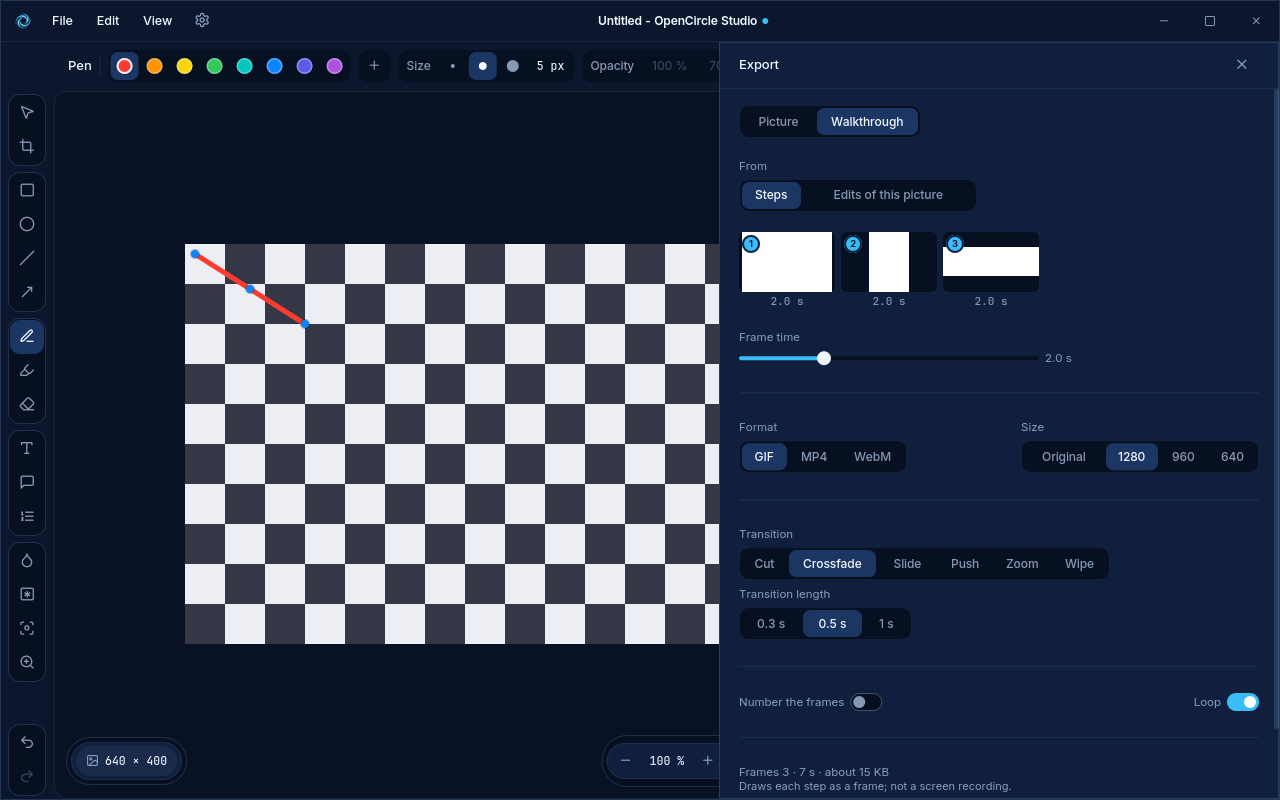 File Edit View Untitled - OpenCircle Studio
Pen Size 5 px Opacity 100 %
Export
Picture Walkthrough
From
Steps Edits of this picture
1 2 3
2.0 s 2.0 s 2.0 s
Frame time
2.0 s
Format Size
GIF MP4 WebM Original 1280 960 640
Transition
Cut Crossfade Slide Push Zoom Wipe
Transition length
0.3 s 0.5 s 1 s
Number the frames Loop
640 × 400 100 %
Frames 3 · 7 s · about 15 KB
Draws each step as a frame; not a screen recording.